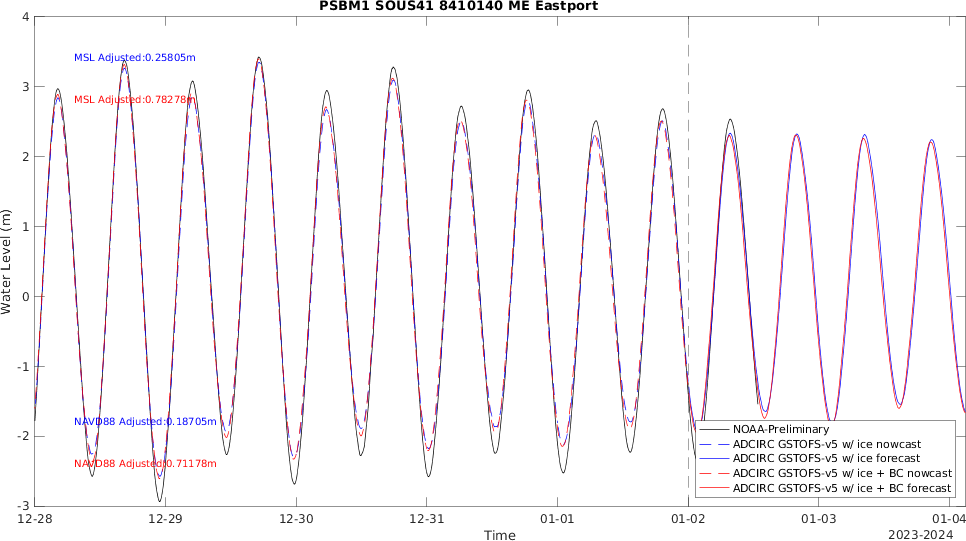 PSBM1 SOUS41 8410140 ME Eastport
4
3
2
1
0
-1
-2
-3
Water Level (m)
MSL Adjusted:0.25805m
MSL Adjusted:0.78278m
NAVD88 Adjusted:0.18705m
NAVD88 Adjusted:0.71178m
NOAA-Preliminary
ADCIRC GSTOFS-v5 w/ ice nowcast
ADCIRC GSTOFS-v5 w/ ice forecast
ADCIRC GSTOFS-v5 w/ ice + BC nowcast
ADCIRC GSTOFS-v5 w/ ice + BC forecast
12-28 12-29 12-30 12-31 01-01 01-02 01-03 01-04
Time
2023-2024